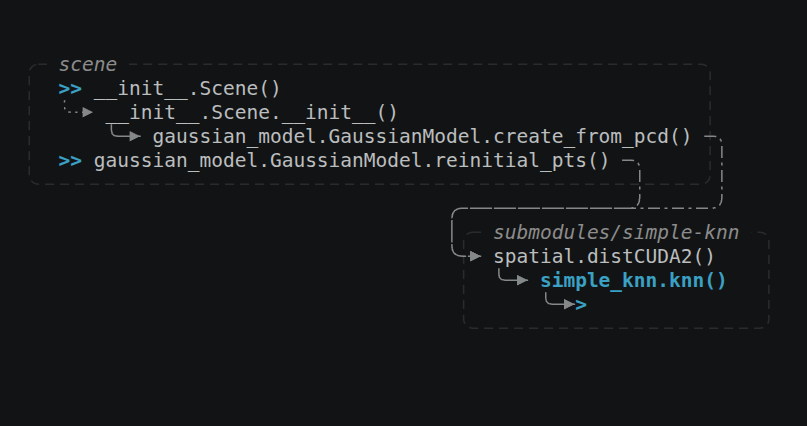 scene
>> __init__.Scene()
__init__.Scene.__init__()
gaussian_model.GaussianModel.create_from_pcd()
>> gaussian_model.GaussianModel.reinitial_pts()
submodules/simple-knn
spatial.distCUDA2()
simple_knn.knn()
>